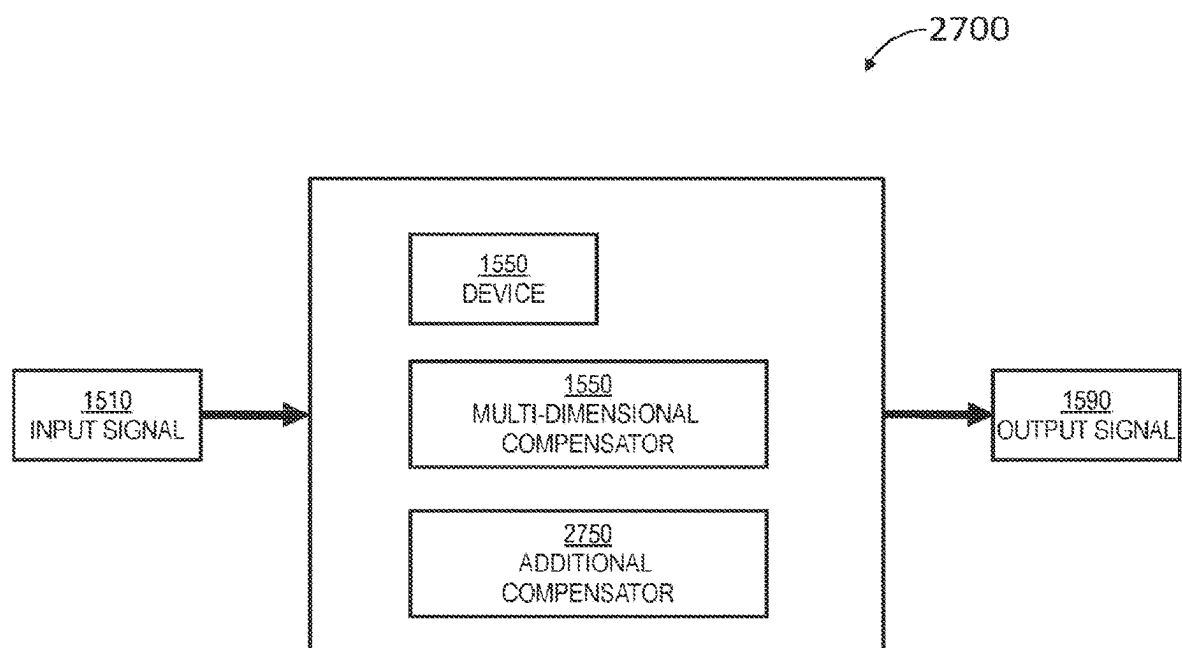 2700
1550
DEVICE
1510
INPUT SIGNAL
1550
MULTI-DIMENSIONAL
COMPENSATOR
1590
OUTPUT SIGNAL
2750
ADDITIONAL
COMPENSATOR